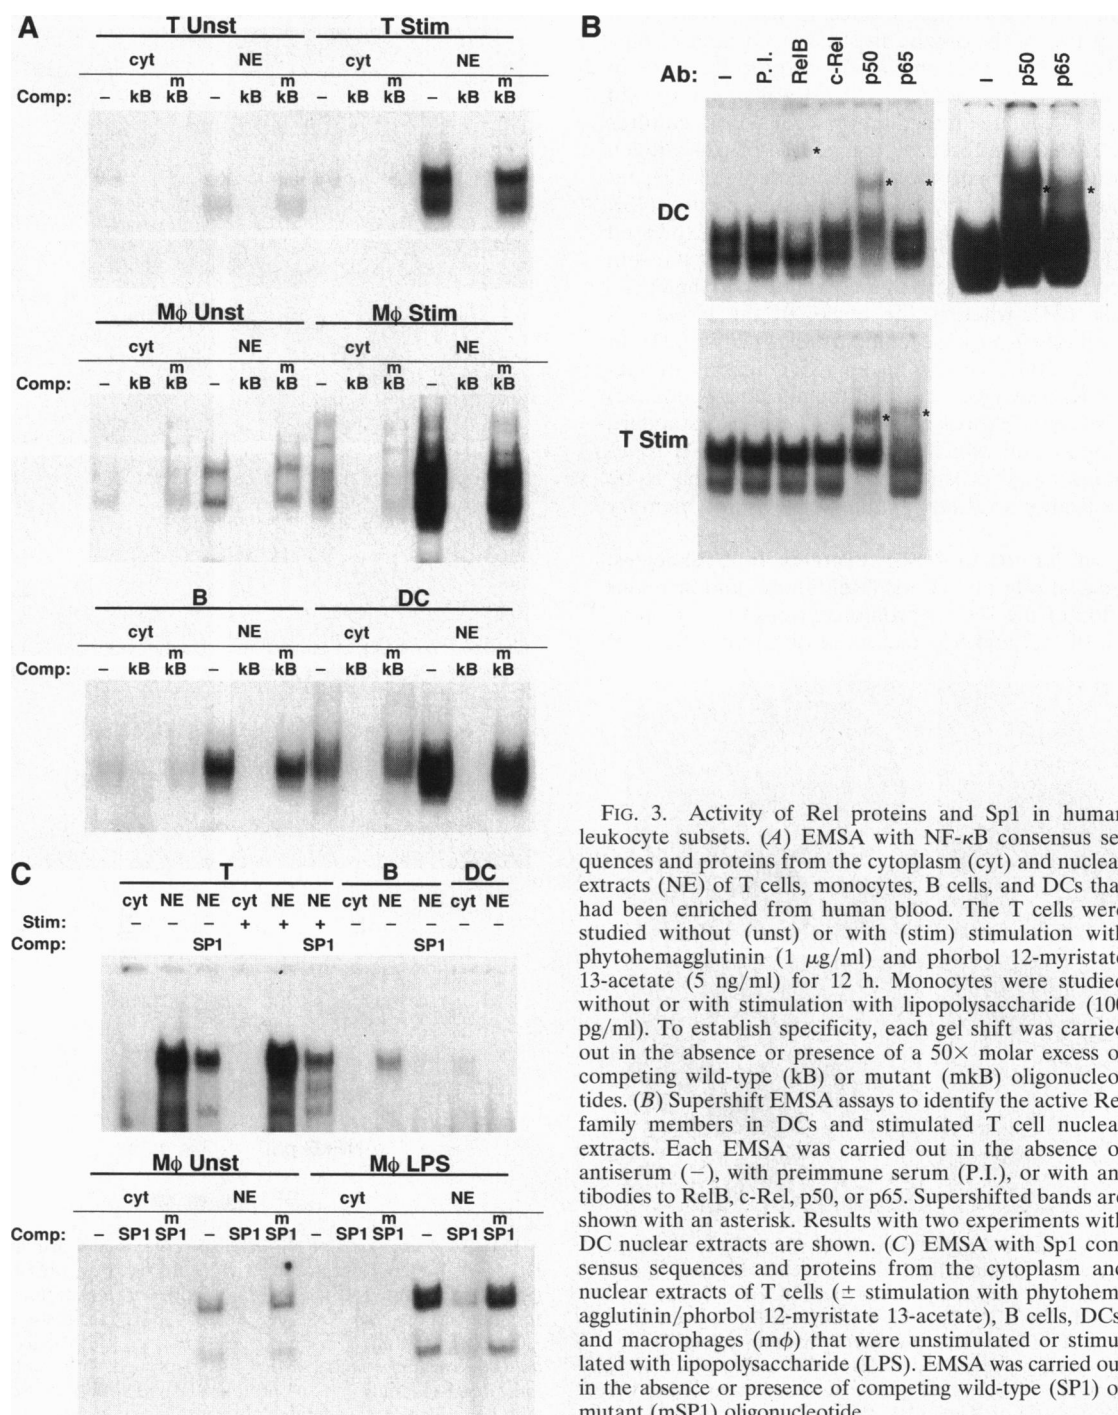 A
T Unst T Stim
cyt NE cyt NE
m m m m
Comp: – kB kB – kB kB – kB kB – kB kB
Mϕ Unst Mϕ Stim
cyt NE cyt NE
m m m m
Comp: – kB kB – kB kB – kB kB – kB kB
B DC
cyt NE cyt NE
m m m m
Comp: – kB kB – kB kB – kB kB – kB kB
B
Ab: – P. I. RelB c-Rel p50 p65 – p50 p65
DC
* * * * *
T Stim
* *
C
T B DC
cyt NE NE cyt NE NE cyt NE NE cyt NE
Stim: – – – + + + – – – – –
Comp: SP1 SP1 SP1
Mϕ Unst Mϕ LPS
cyt NE cyt NE
m m m m
Comp: – SP1 SP1 – SP1 SP1 – SP1 SP1 – SP1 SP1
FIG. 3. Activity of Rel proteins and Sp1 in human
leukocyte subsets. (A) EMSA with NF-κB consensus se
quences and proteins from the cytoplasm (cyt) and nuclea
extracts (NE) of T cells, monocytes, B cells, and DCs tha
had been enriched from human blood. The T cells were
studied without (unst) or with (stim) stimulation with
phytohemagglutinin (1 μg/ml) and phorbol 12-myristate
13-acetate (5 ng/ml) for 12 h. Monocytes were studied
without or with stimulation with lipopolysaccharide (100
pg/ml). To establish specificity, each gel shift was carried
out in the absence or presence of a 50× molar excess o
competing wild-type (kB) or mutant (mkB) oligonucleo
tides. (B) Supershift EMSA assays to identify the active Re
family members in DCs and stimulated T cell nuclea
extracts. Each EMSA was carried out in the absence o
antiserum (−), with preimmune serum (P.I.), or with an
tibodies to RelB, c-Rel, p50, or p65. Supershifted bands are
shown with an asterisk. Results with two experiments with
DC nuclear extracts are shown. (C) EMSA with Sp1 con
sensus sequences and proteins from the cytoplasm and
nuclear extracts of T cells (± stimulation with phytohem
agglutinin/phorbol 12-myristate 13-acetate), B cells, DCs
and macrophages (mϕ) that were unstimulated or stimu
lated with lipopolysaccharide (LPS). EMSA was carried ou
in the absence or presence of competing wild-type (SP1) o
mutant (mSP1) oligonucleotide